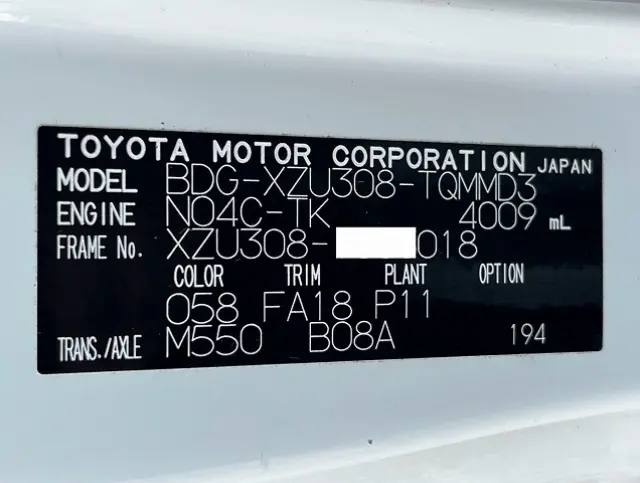 TOYOTA MOTOR CORPORATION JAPAN
MODEL BDG-XZU308-TQMMD3
ENGINE N04C-TK 4009 mL
FRAME No. XZU308- 018
COLOR TRIM PLANT OPTION
058 FA18 P11
TRANS./AXLE M550 B08A 194